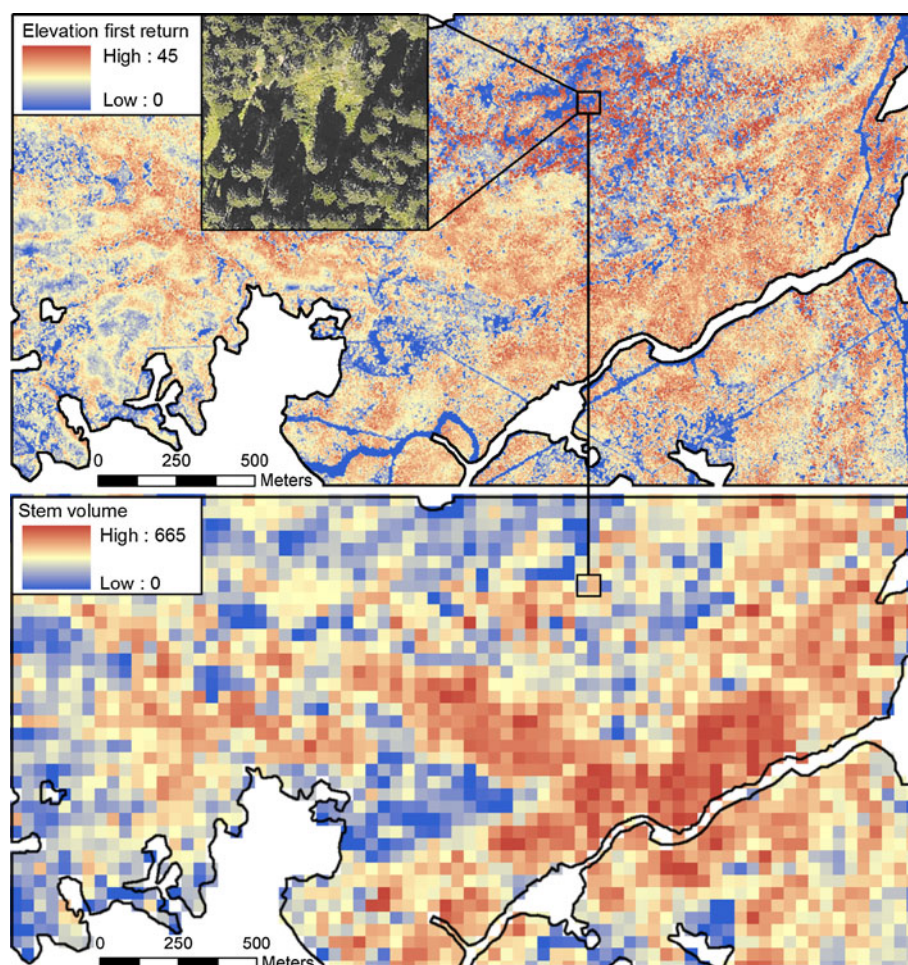 Elevation first return
High : 45
Low : 0
0 250 500
Meters
Stem volume
High : 665
Low : 0
0 250 500
Meters